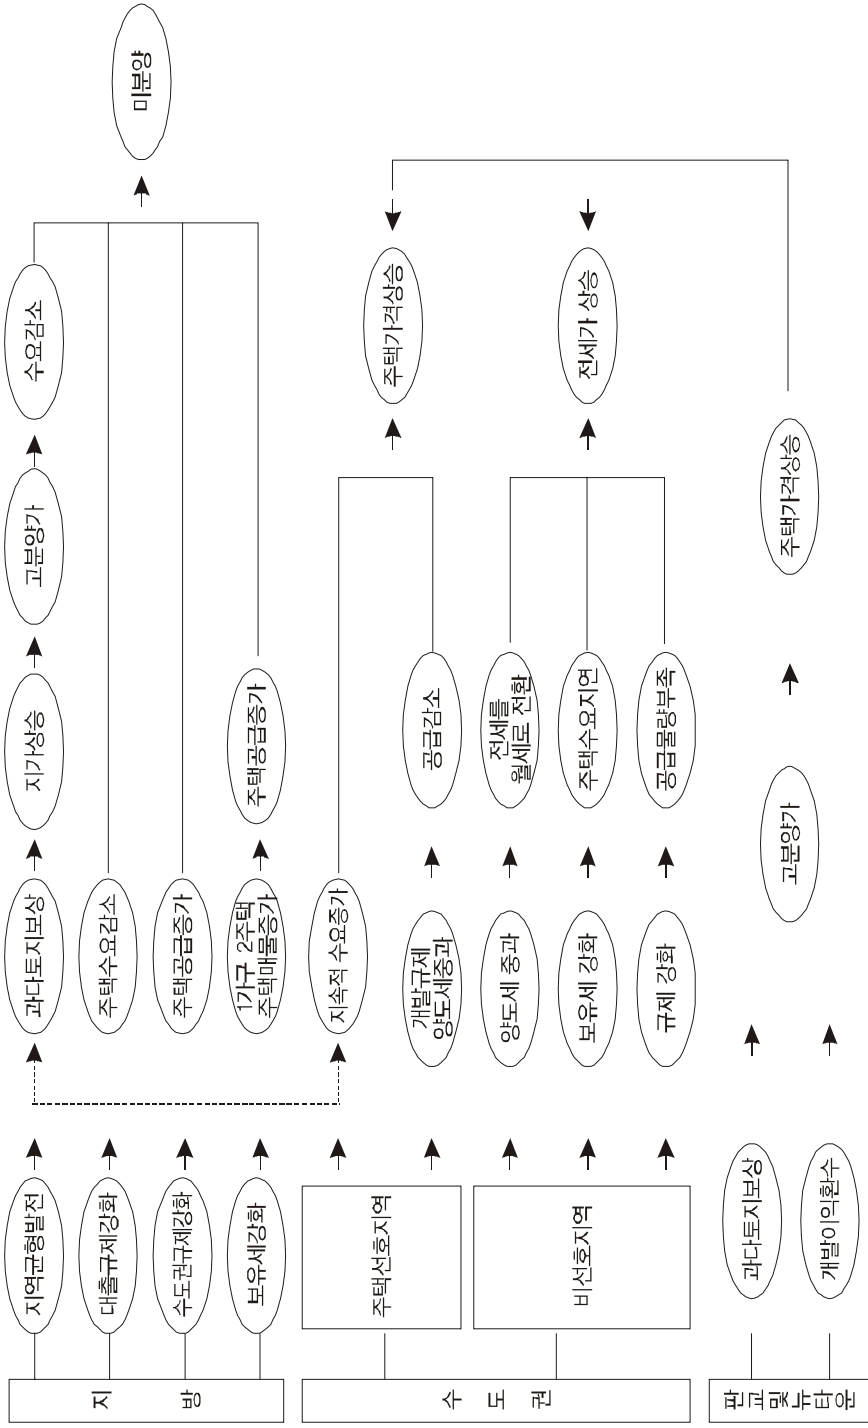 지 방
지역균형발전
과다토지보상
지가상승
고분양가
수요감소
미분양
대출규제강화
주택수요감소
수도권규제강화
주택공급증가
보유세강화
1가구 2주택
주택매물증가
주택공급증가
수 도 권
주택선호지역
지속적 수요증가
주택가격상승
개발규제
양도세중과
공급감소
비선호지역
양도세 중과
전세를
월세로 전환
전세가 상승
보유세 강화
주택수요지연
규제 강화
공급물량부족
판교및뉴타운
과다토지보상
개발이익환수
고분양가
주택가격상승